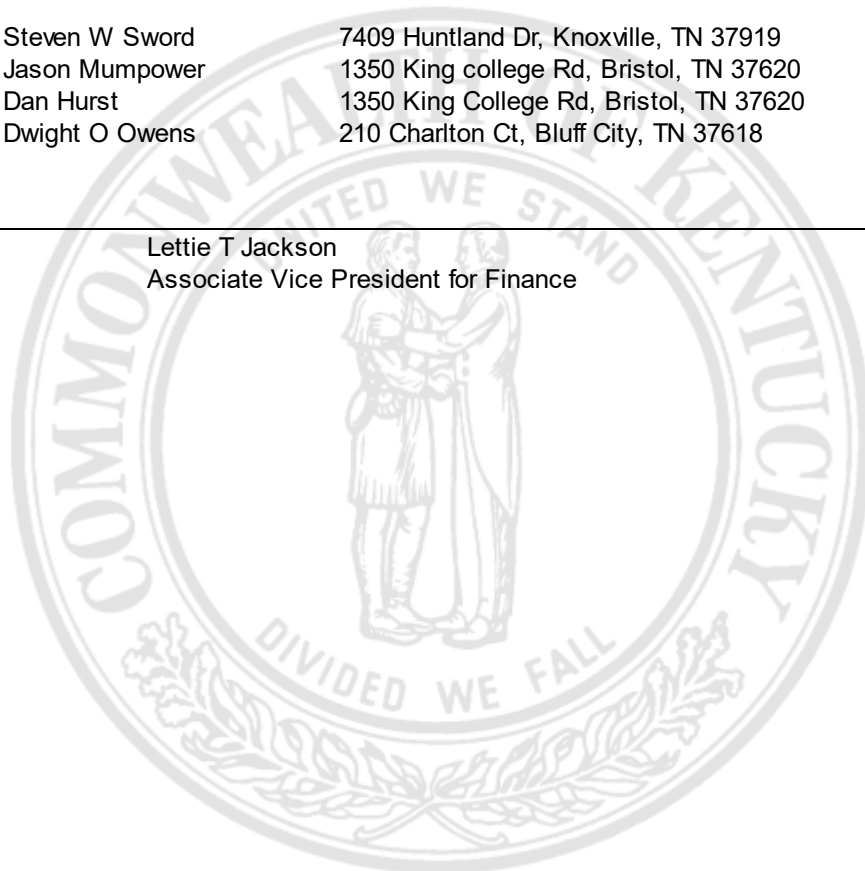 Steven W Sword 7409 Huntland Dr, Knoxville, TN 37919
Jason Mumpower 1350 King college Rd, Bristol, TN 37620
Dan Hurst 1350 King College Rd, Bristol, TN 37620
Dwight O Owens 210 Charlton Ct, Bluff City, TN 37618
Lettie T Jackson
Associate Vice President for Finance
COMMONWEALTH OF KENTUCKY
UNITED WE STAND
DIVIDED WE FALL